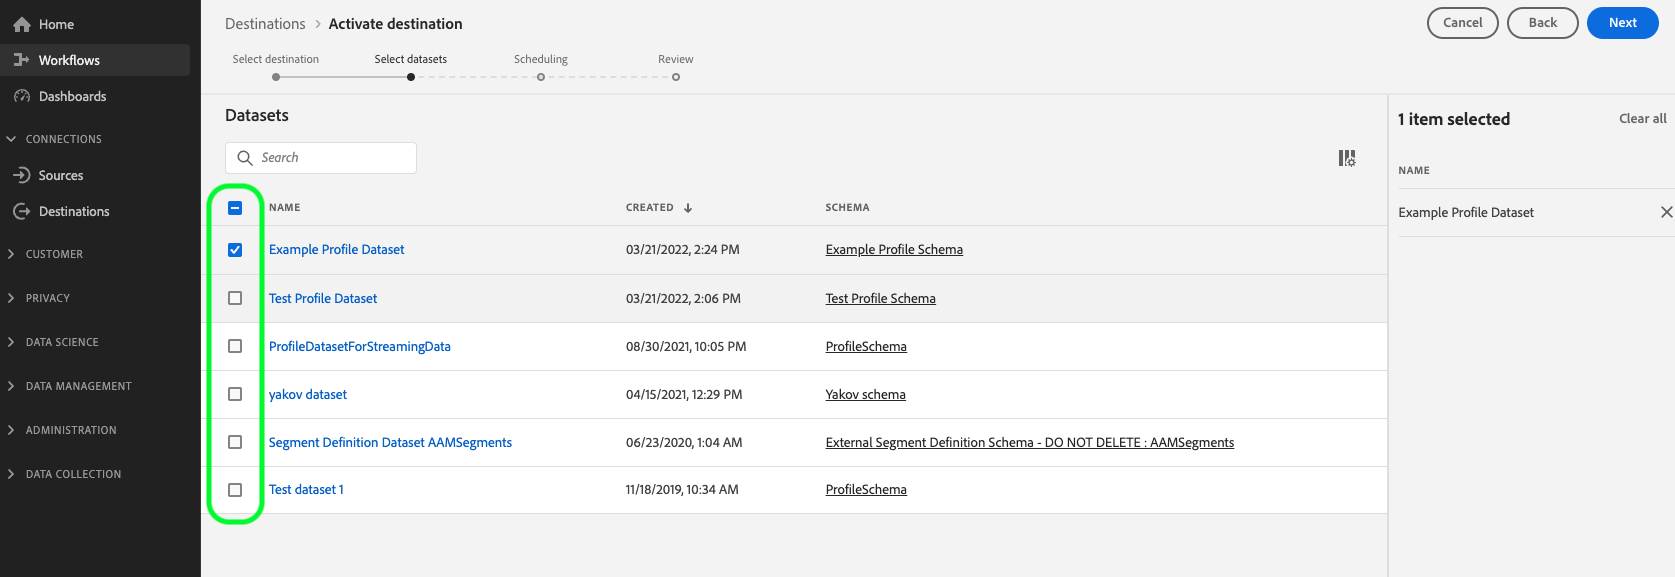 Home
Workflows
Dashboards
CONNECTIONS
Sources
Destinations
CUSTOMER
PRIVACY
DATA SCIENCE
DATA MANAGEMENT
ADMINISTRATION
DATA COLLECTION
Destinations > Activate destination
Cancel Back Next
Select destination Select datasets Scheduling Review
Datasets
Search
NAME CREATED SCHEMA
Example Profile Dataset 03/21/2022, 2:24 PM Example Profile Schema
Test Profile Dataset 03/21/2022, 2:06 PM Test Profile Schema
ProfileDatasetForStreamingData 08/30/2021, 10:05 PM ProfileSchema
yakov dataset 04/15/2021, 12:29 PM Yakov schema
Segment Definition Dataset AAMSegments 06/23/2020, 1:04 AM External Segment Definition Schema - DO NOT DELETE : AAMSegments
Test dataset 1 11/18/2019, 10:34 AM ProfileSchema
1 item selected Clear all
NAME
Example Profile Dataset